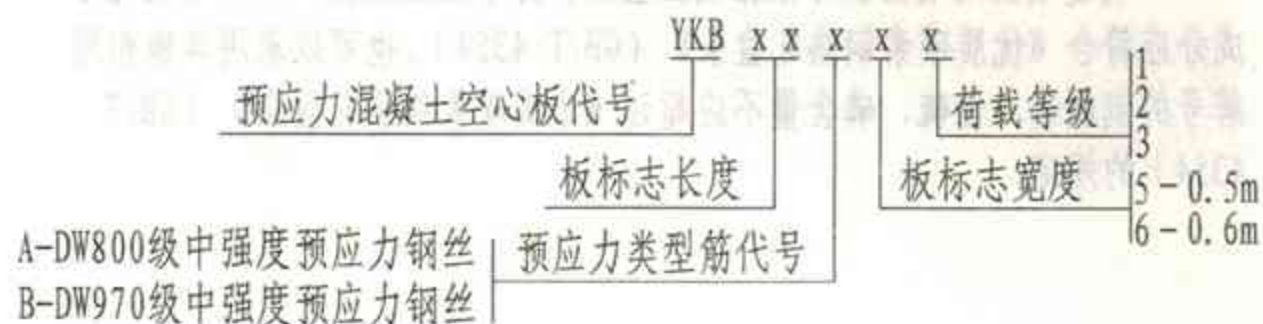 YKB x x x x x
预应力混凝土空心板代号
荷载等级
1
2
3
板标志长度
板标志宽度
5-0.5m
6-0.6m
A-DW800级中强度预应力钢丝
预应力类型筋代号
B-DW970级中强度预应力钢丝